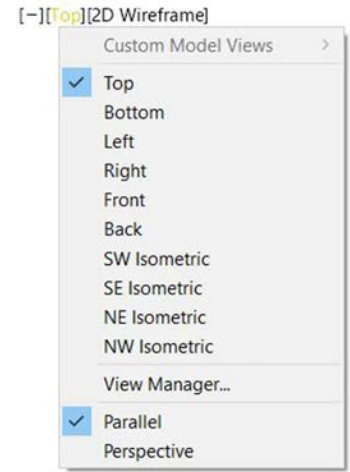 [−][Top][2D Wireframe]
Custom Model Views
Top
Bottom
Left
Right
Front
Back
SW Isometric
SE Isometric
NE Isometric
NW Isometric
View Manager...
Parallel
Perspective